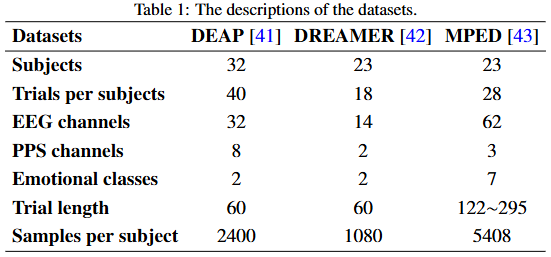 Table 1: The descriptions of the datasets.
Datasets DEAP [41] DREAMER [42] MPED [43]
Subjects 32 23 23
Trials per subjects 40 18 28
EEG channels 32 14 62
PPS channels 8 2 3
Emotional classes 2 2 7
Trial length 60 60 122~295
Samples per subject 2400 1080 5408